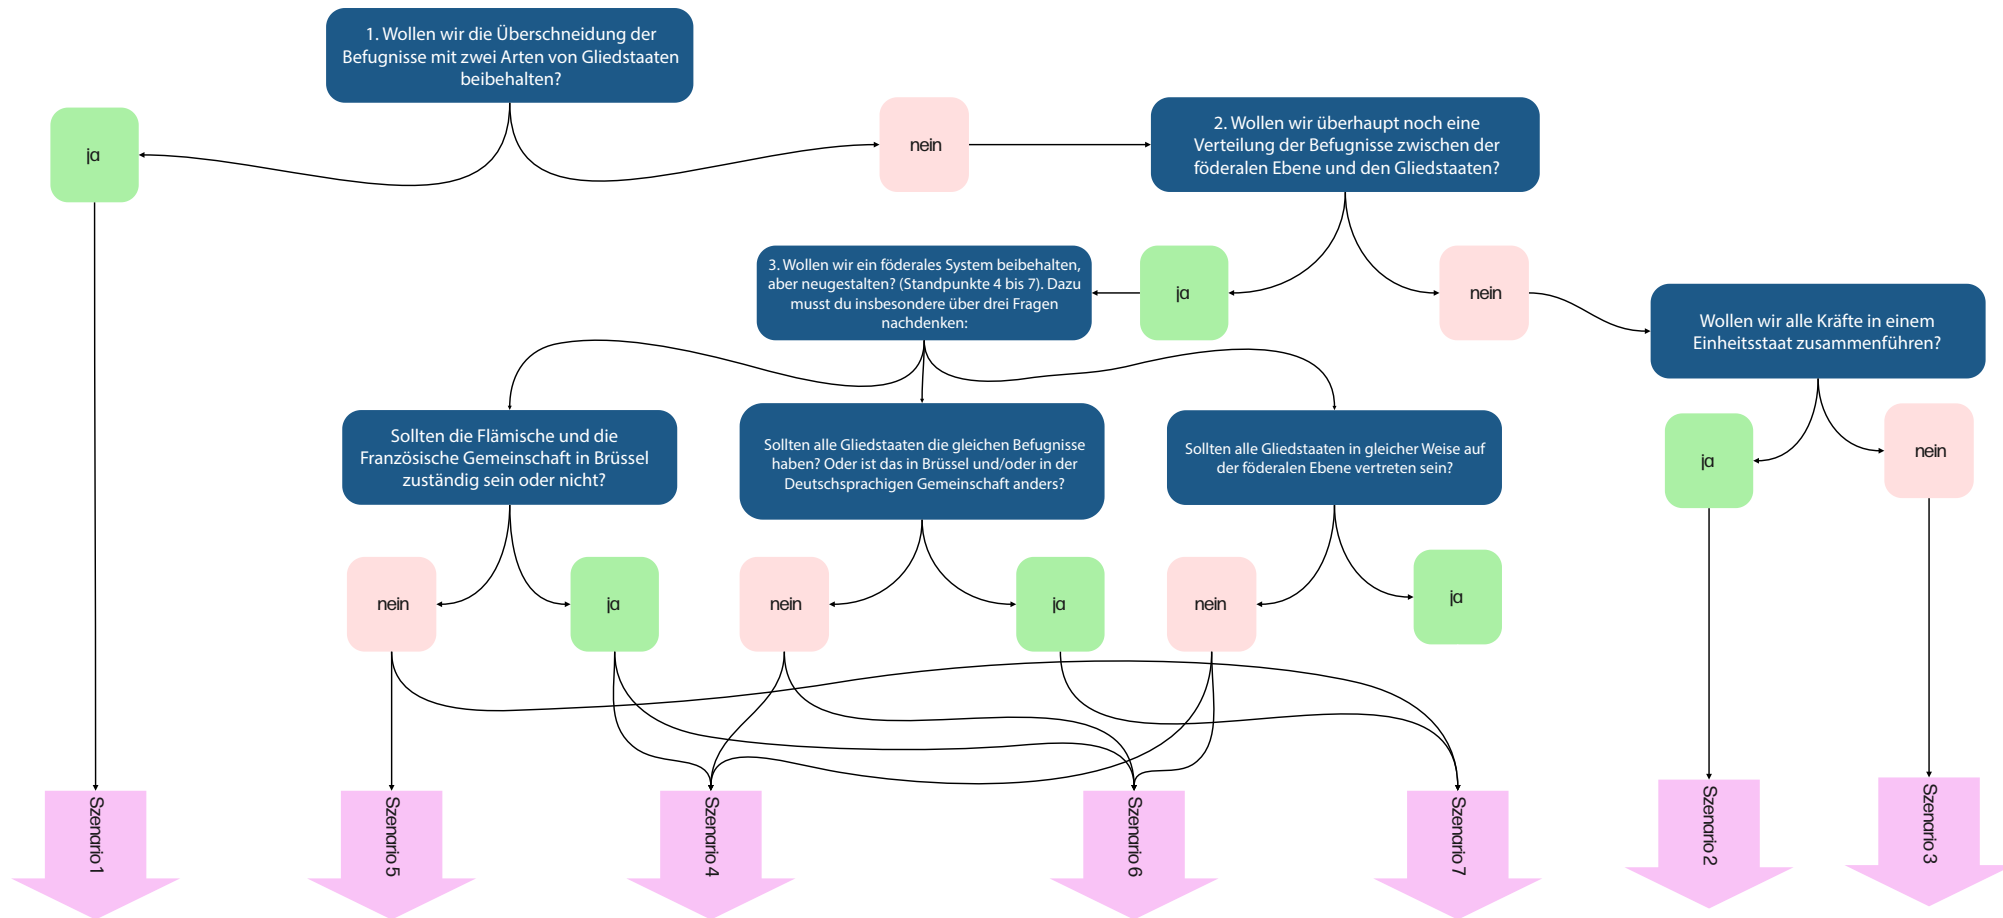 1. Wollen wir die Überschneidung der
Befugnisse mit zwei Arten von Gliedstaaten
beibehalten?
ja
nein
2. Wollen wir überhaupt noch eine
Verteilung der Befugnisse zwischen der
föderalen Ebene und den Gliedstaaten?
3. Wollen wir ein föderales System beibehalten,
aber neugestalten? (Standpunkte 4 bis 7). Dazu
musst du insbesondere über drei Fragen
nachdenken:
ja
nein
Wollen wir alle Kräfte in einem
Einheitsstaat zusammenführen?
Sollten die Flämische und die
Französische Gemeinschaft in Brüssel
zuständig sein oder nicht?
Sollten alle Gliedstaaten die gleichen Befugnisse
haben? Oder ist das in Brüssel und/oder in der
Deutschsprachigen Gemeinschaft anders?
Sollten alle Gliedstaaten in gleicher Weise auf
der föderalen Ebene vertreten sein?
ja
nein
nein
ja
nein
ja
nein
ja
Szenario 1
Szenario 5
Szenario 4
Szenario 6
Szenario 7
Szenario 2
Szenario 3